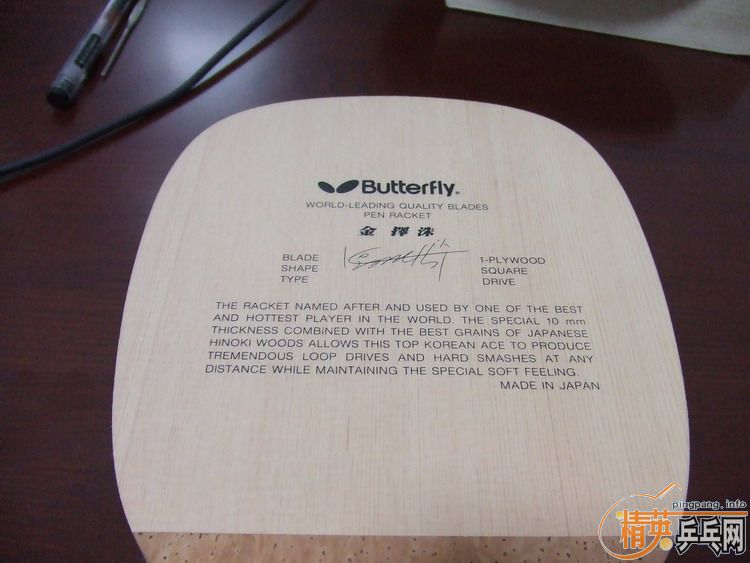 Butterfly
WORLD-LEADING QUALITY BLADES
PEN RACKET
金擇洙
BLADE 1-PLYWOOD
SHAPE SQUARE
TYPE DRIVE
THE RACKET NAMED AFTER AND USED BY ONE OF THE BEST
AND HOTTEST PLAYER IN THE WORLD. THE SPECIAL 10 mm
THICKNESS COMBINED WITH THE BEST GRAINS OF JAPANESE
HINOKI WOODS ALLOWS THIS TOP KOREAN ACE TO PRODUCE
TREMENDOUS LOOP DRIVES AND HARD SMASHES AT ANY
DISTANCE WHILE MAINTAINING THE SPECIAL SOFT FEELING.
MADE IN JAPAN
pingpang.info
精英乒乓网